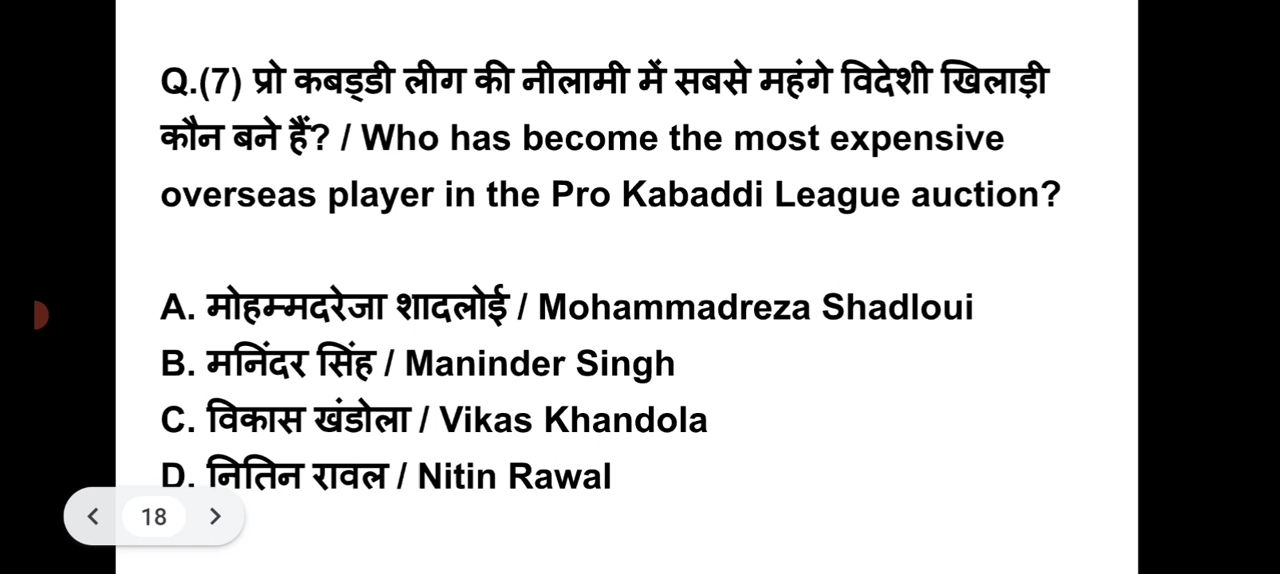 Q.(7) प्रो कबड्डी लीग की नीलामी में सबसे महंगे विदेशी खिलाड़ी
कौन बने हैं? / Who has become the most expensive
overseas player in the Pro Kabaddi League auction?
A. मोहम्मदरेजा शादलोई / Mohammadreza Shadloui
B. मनिंदर सिंह / Maninder Singh
C. विकास खंडोला / Vikas Khandola
D. नितिन रावल / Nitin Rawal
18